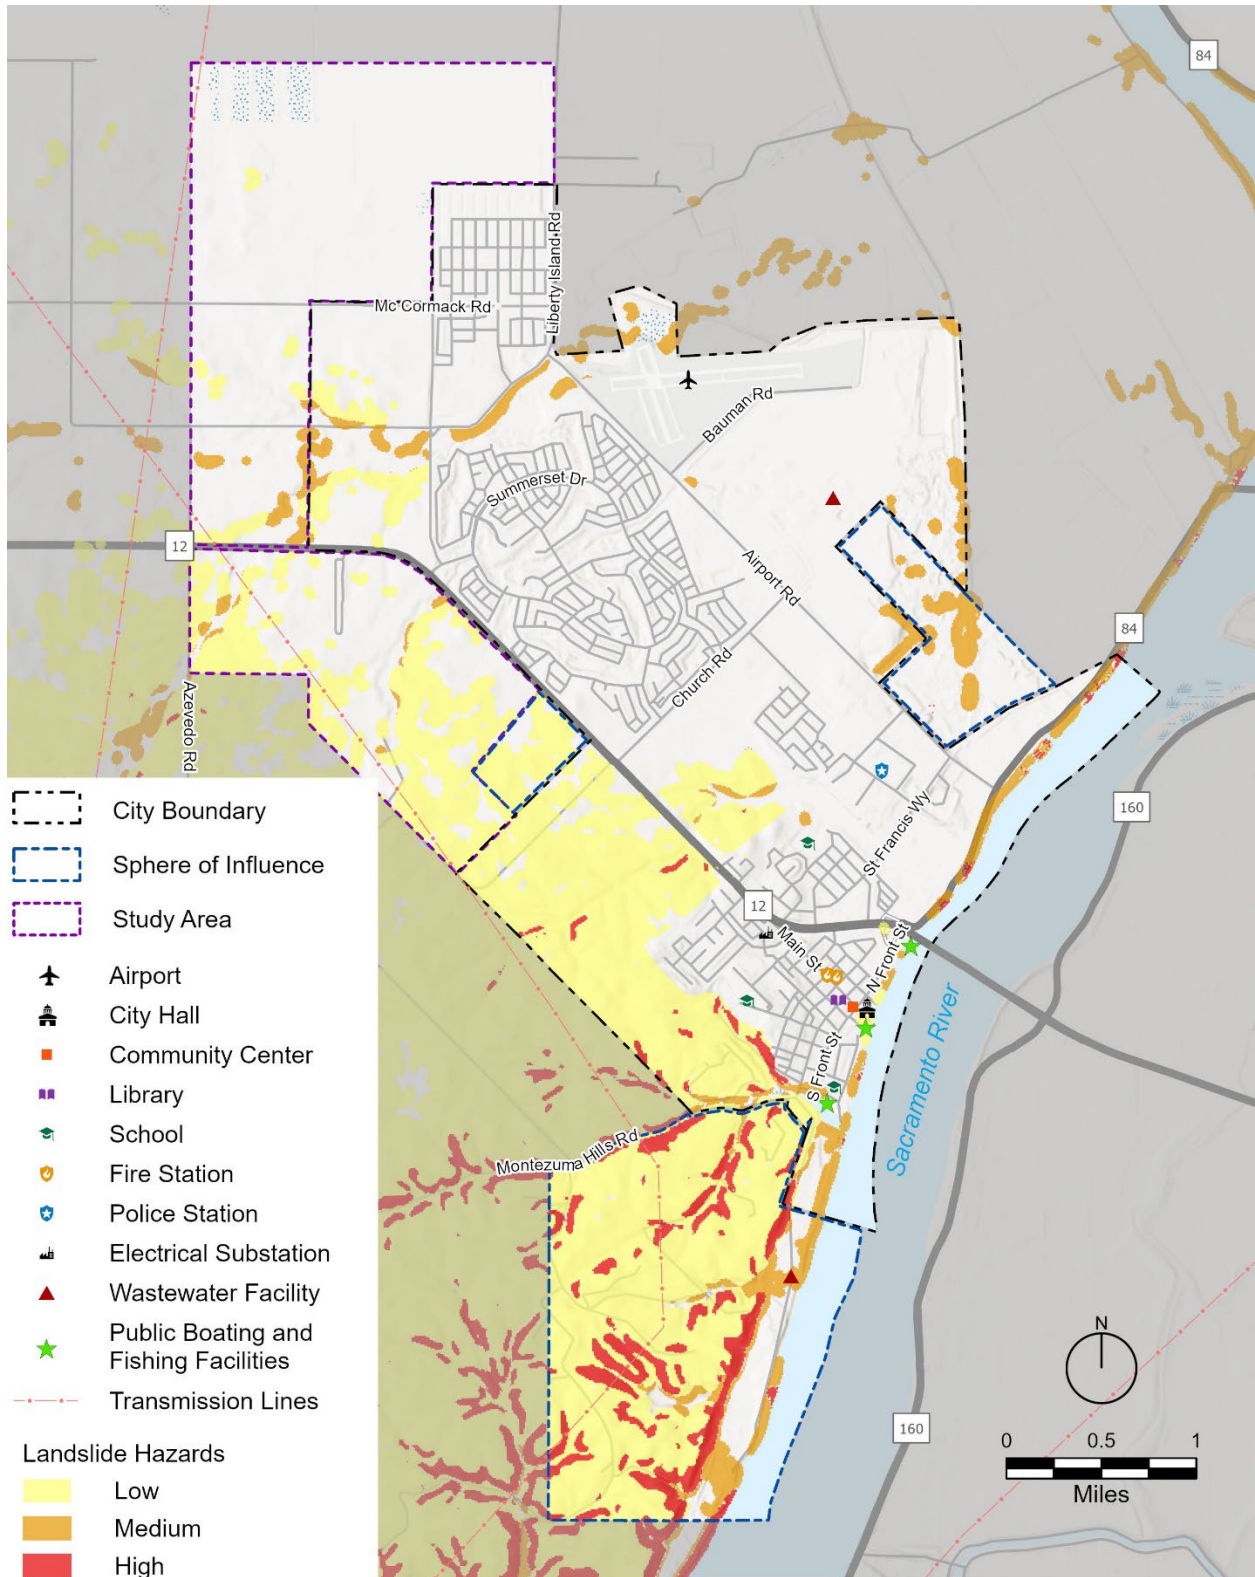 84
Liberty Island Rd
Mc Cormack Rd
Bauman Rd
Summerset Dr
12
Airport Rd
84
Church Rd
Azevedo Rd
160
St Francis Wy
12
Main St
N Front St
Sacramento River
S Front St
Montezuma Hills Rd
160
City Boundary
Sphere of Influence
Study Area
Airport
City Hall
Community Center
Library
School
Fire Station
Police Station
Electrical Substation
Wastewater Facility
Public Boating and
Fishing Facilities
Transmission Lines
Landslide Hazards
Low
Medium
High
N
0 0.5 1
Miles